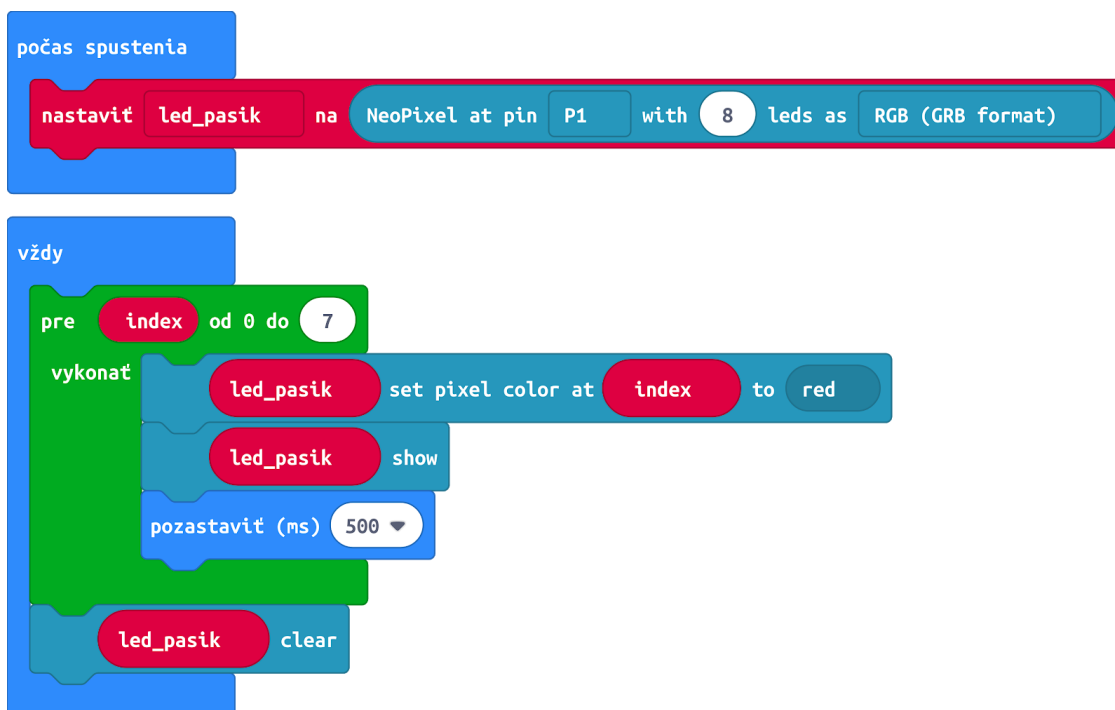 počas spustenia
nastaviť led_pasik na NeoPixel at pin P1 with 8 leds as RGB (GRB format)
vždy
pre index od 0 do 7
vykonať
led_pasik set pixel color at index to red
led_pasik show
pozastaviť (ms) 500
led_pasik clear